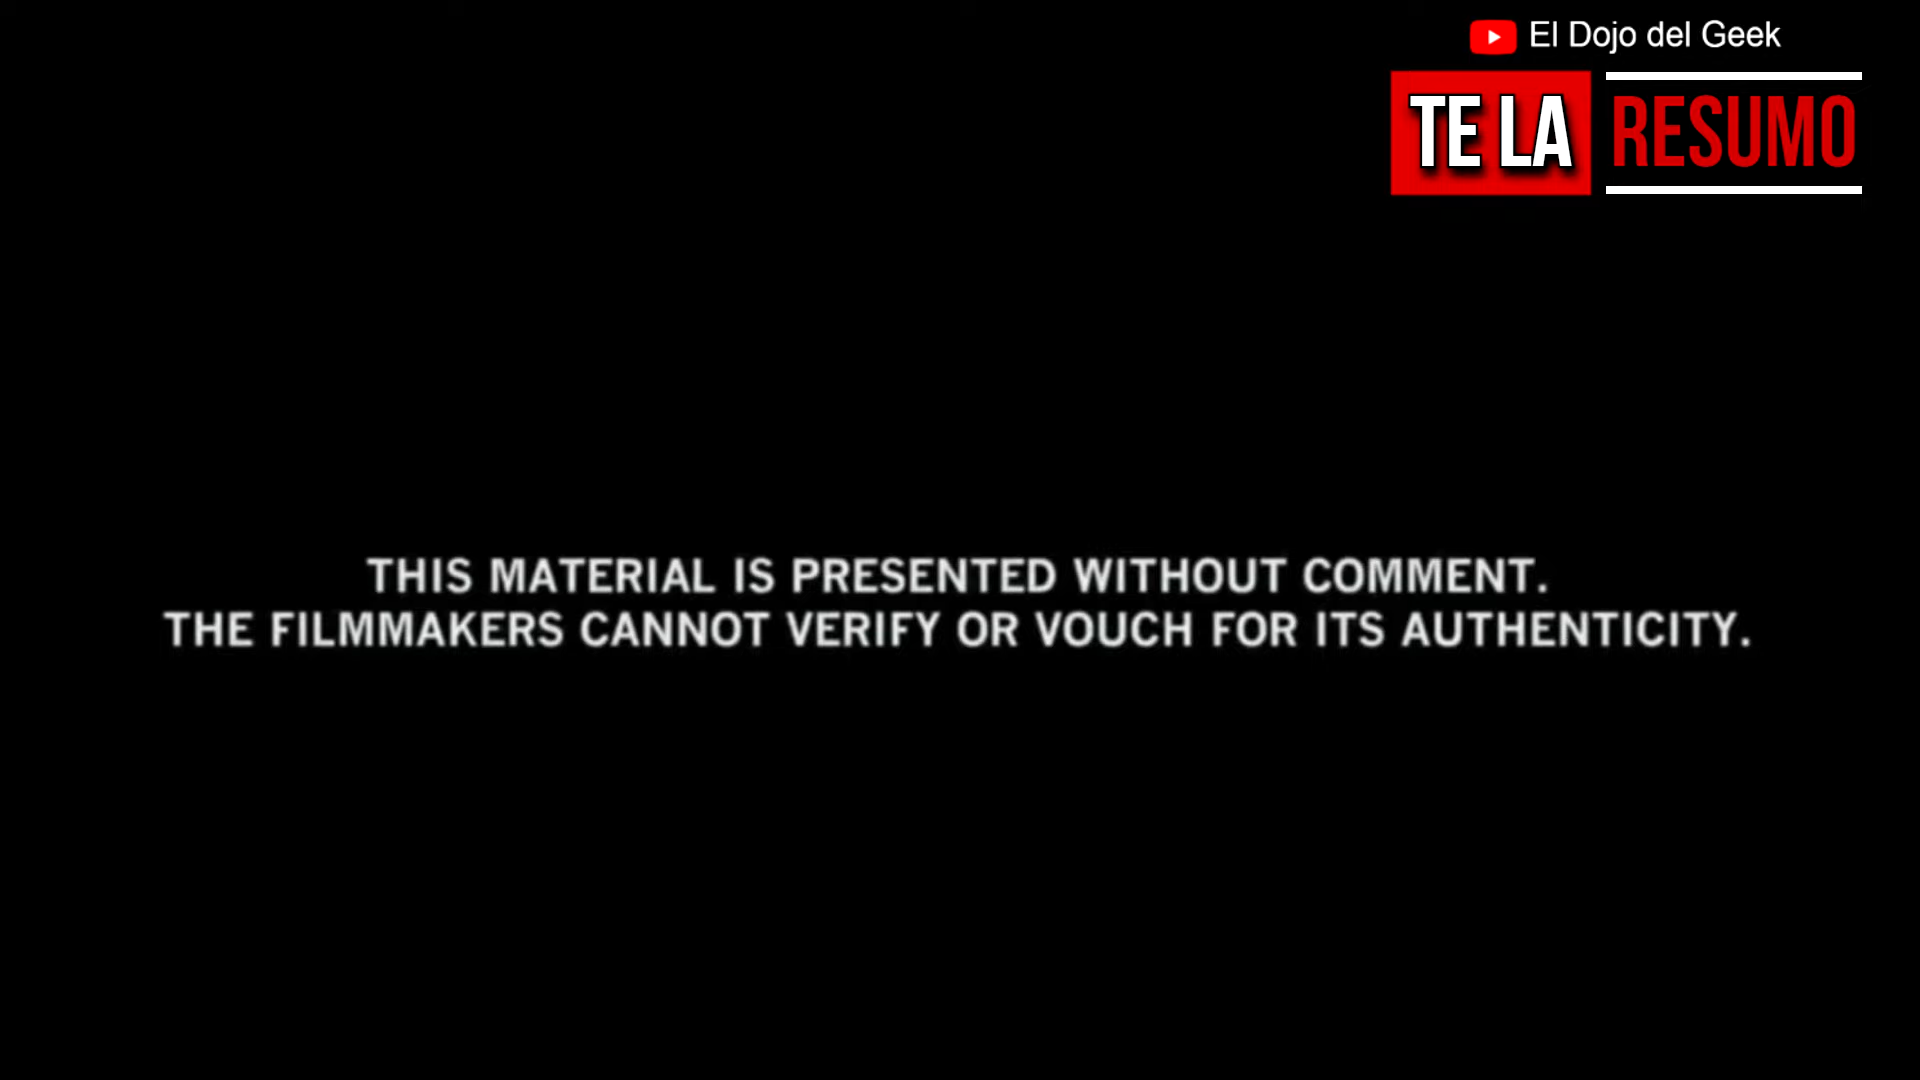 El Dojo del Geek
TE LA RESUMO
THIS MATERIAL IS PRESENTED WITHOUT COMMENT.
THE FILMMAKERS CANNOT VERIFY OR VOUCH FOR ITS AUTHENTICITY.